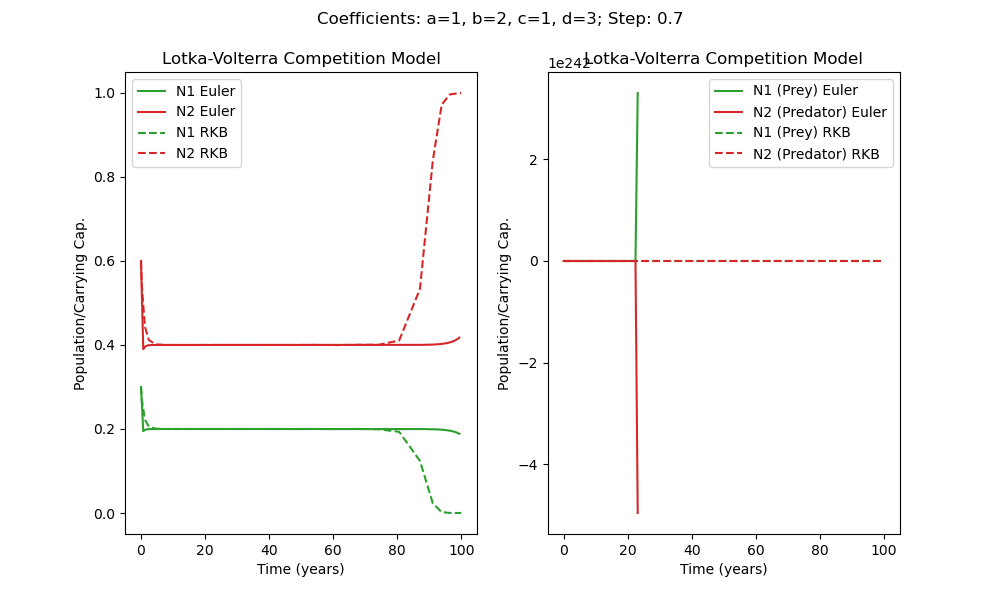 Coefficients: a=1, b=2, c=1, d=3; Step: 0.7
Lotka-Volterra Competition Model
N1 Euler
N2 Euler
N1 RKB
N2 RKB
1.0
0.8
0.6
0.4
0.2
0.0
Population/Carrying Cap.
0 20 40 60 80 100
Time (years)
1e242
Lotka-Volterra Competition Model
N1 (Prey) Euler
N2 (Predator) Euler
N1 (Prey) RKB
N2 (Predator) RKB
2
0
−2
−4
Population/Carrying Cap.
0 20 40 60 80 100
Time (years)